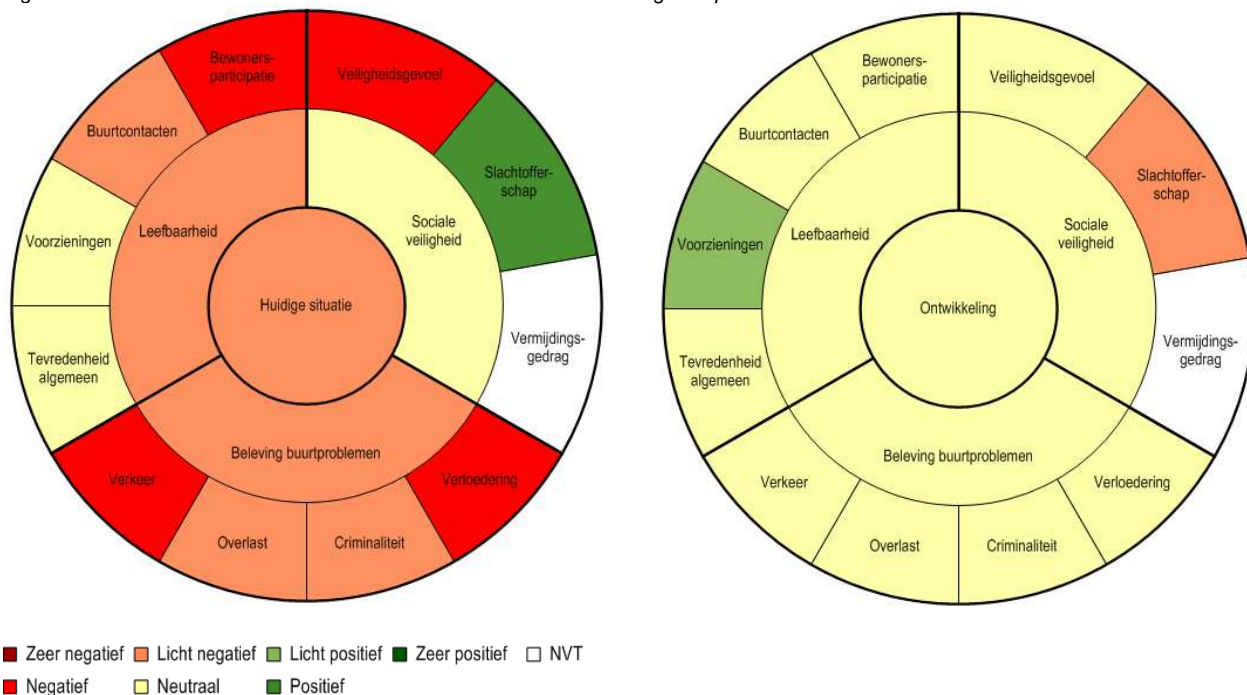 Bewoners-
participatie
Veiligheidsgevoel
Buurtcontacten
Slachtoffer-
schap
Voorzieningen
Leefbaarheid
Sociale
veiligheid
Huidige situatie
Tevredenheid
algemeen
Vermijdings-
gedrag
Beleving buurtproblemen
Verkeer
Verloedering
Overlast
Criminaliteit
Bewoners-
participatie
Veiligheidsgevoel
Buurtcontacten
Slachtoffer-
schap
Voorzieningen
Leefbaarheid
Sociale
veiligheid
Ontwikkeling
Tevredenheid
algemeen
Vermijdings-
gedrag
Beleving buurtproblemen
Verkeer
Verloedering
Overlast
Criminaliteit
Zeer negatief Licht negatief Licht positief Zeer positief NVT
Negatief Neutraal Positief